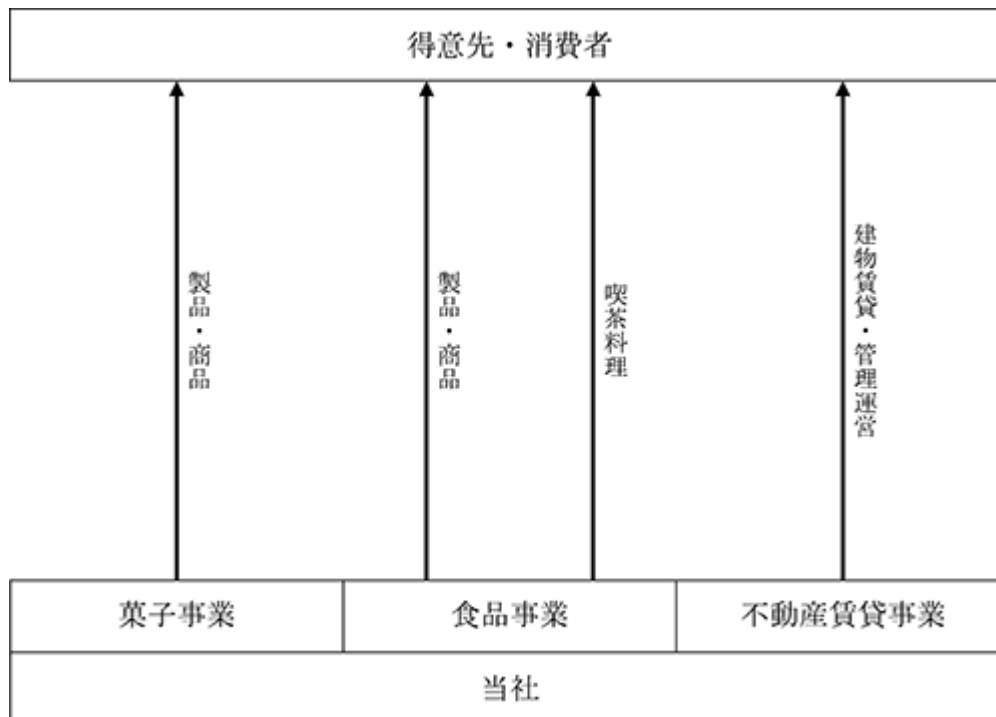 得意先・消費者
製品・商品
製品・商品
喫茶料理
建物賃貸・管理運営
菓子事業
食品事業
不動産賃貸事業
当社